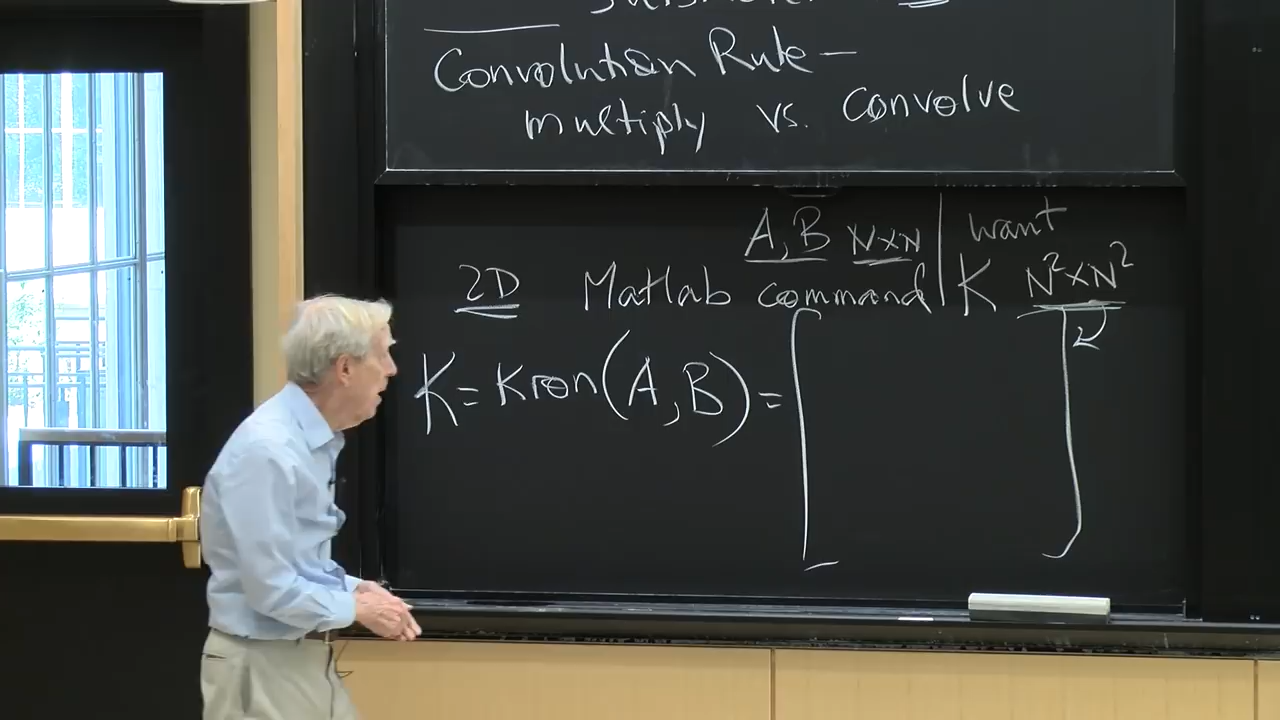 Convolution Rule —
multiply vs. convolve
A, B N×N | want
2D Matlab command | K N²×N²
K = Kron(A, B) = [ ]